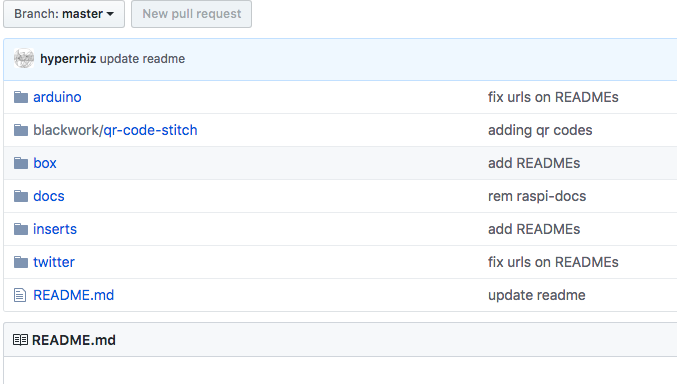 Branch: master New pull request
hyperrhiz update readme
arduino fix urls on READMEs
blackwork/qr-code-stitch adding qr codes
box add READMEs
docs rem raspi-docs
inserts add READMEs
twitter fix urls on READMEs
README.md update readme
README.md